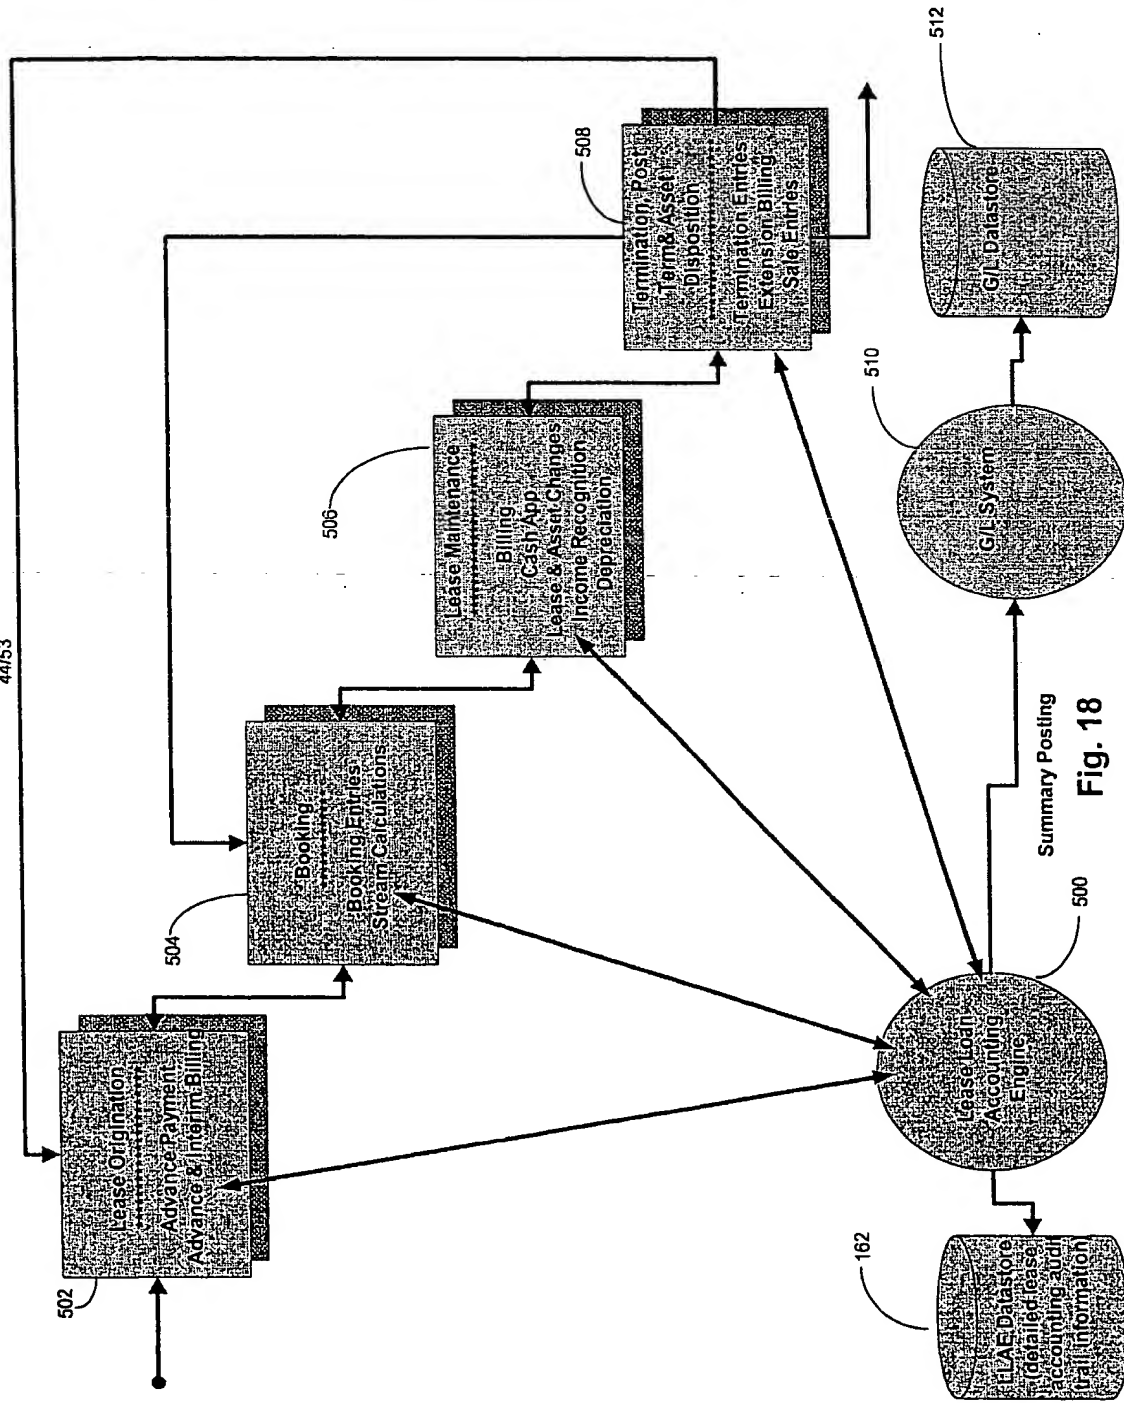 44/53
502
Lease Origination
Advance Payment
Advance & Interim Billing
504
Booking
Booking Entries
Stream Calculations
506
Lease Maintenance
Billing
Cash App
Lease & Asset Changes
Income Recognition
Depreciation
508
Termination, Post
Term& Asset
Disposition
Termination Entries
Extension Billing
Sale Entries
162
LLAE Datastore
(detailed lease
accounting audit
trail information)
Lease Loan
Accounting
Engine
500
Summary Posting
510
G/L System
512
G/L Datastore
Fig. 18